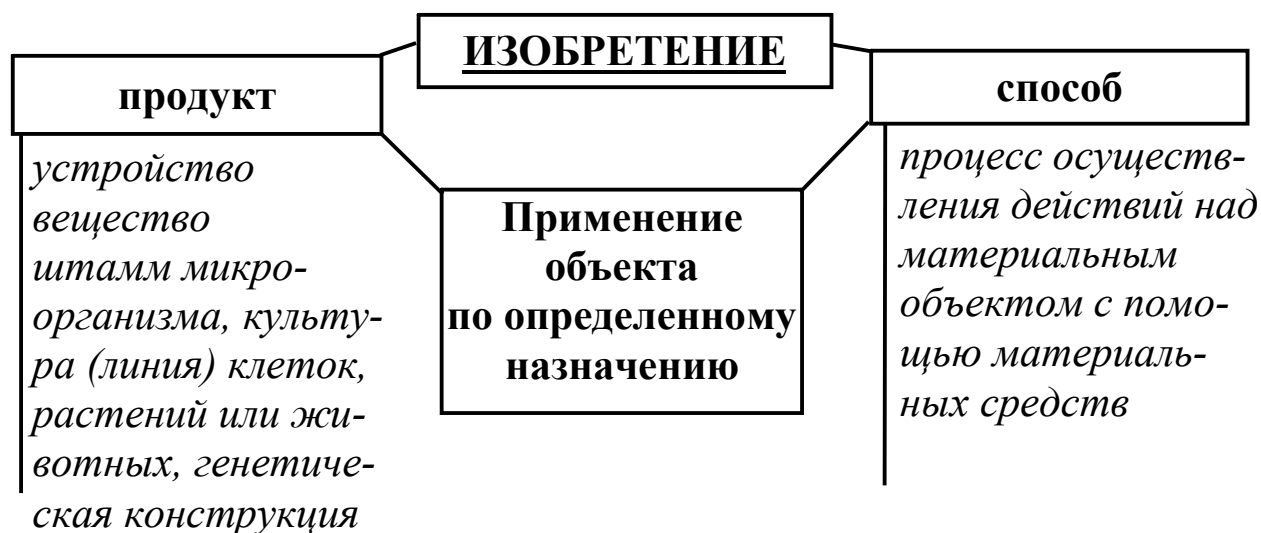 ИЗОБРЕТЕНИЕ
продукт
устройство
вещество
штамм микро-
организма, культу-
ра (линия) клеток,
растений или жи-
вотных, генетиче-
ская конструкция
Применение
объекта
по определенному
назначению
способ
процесс осуществ-
ления действий над
материальным
объектом с помо-
щью материаль-
ных средств